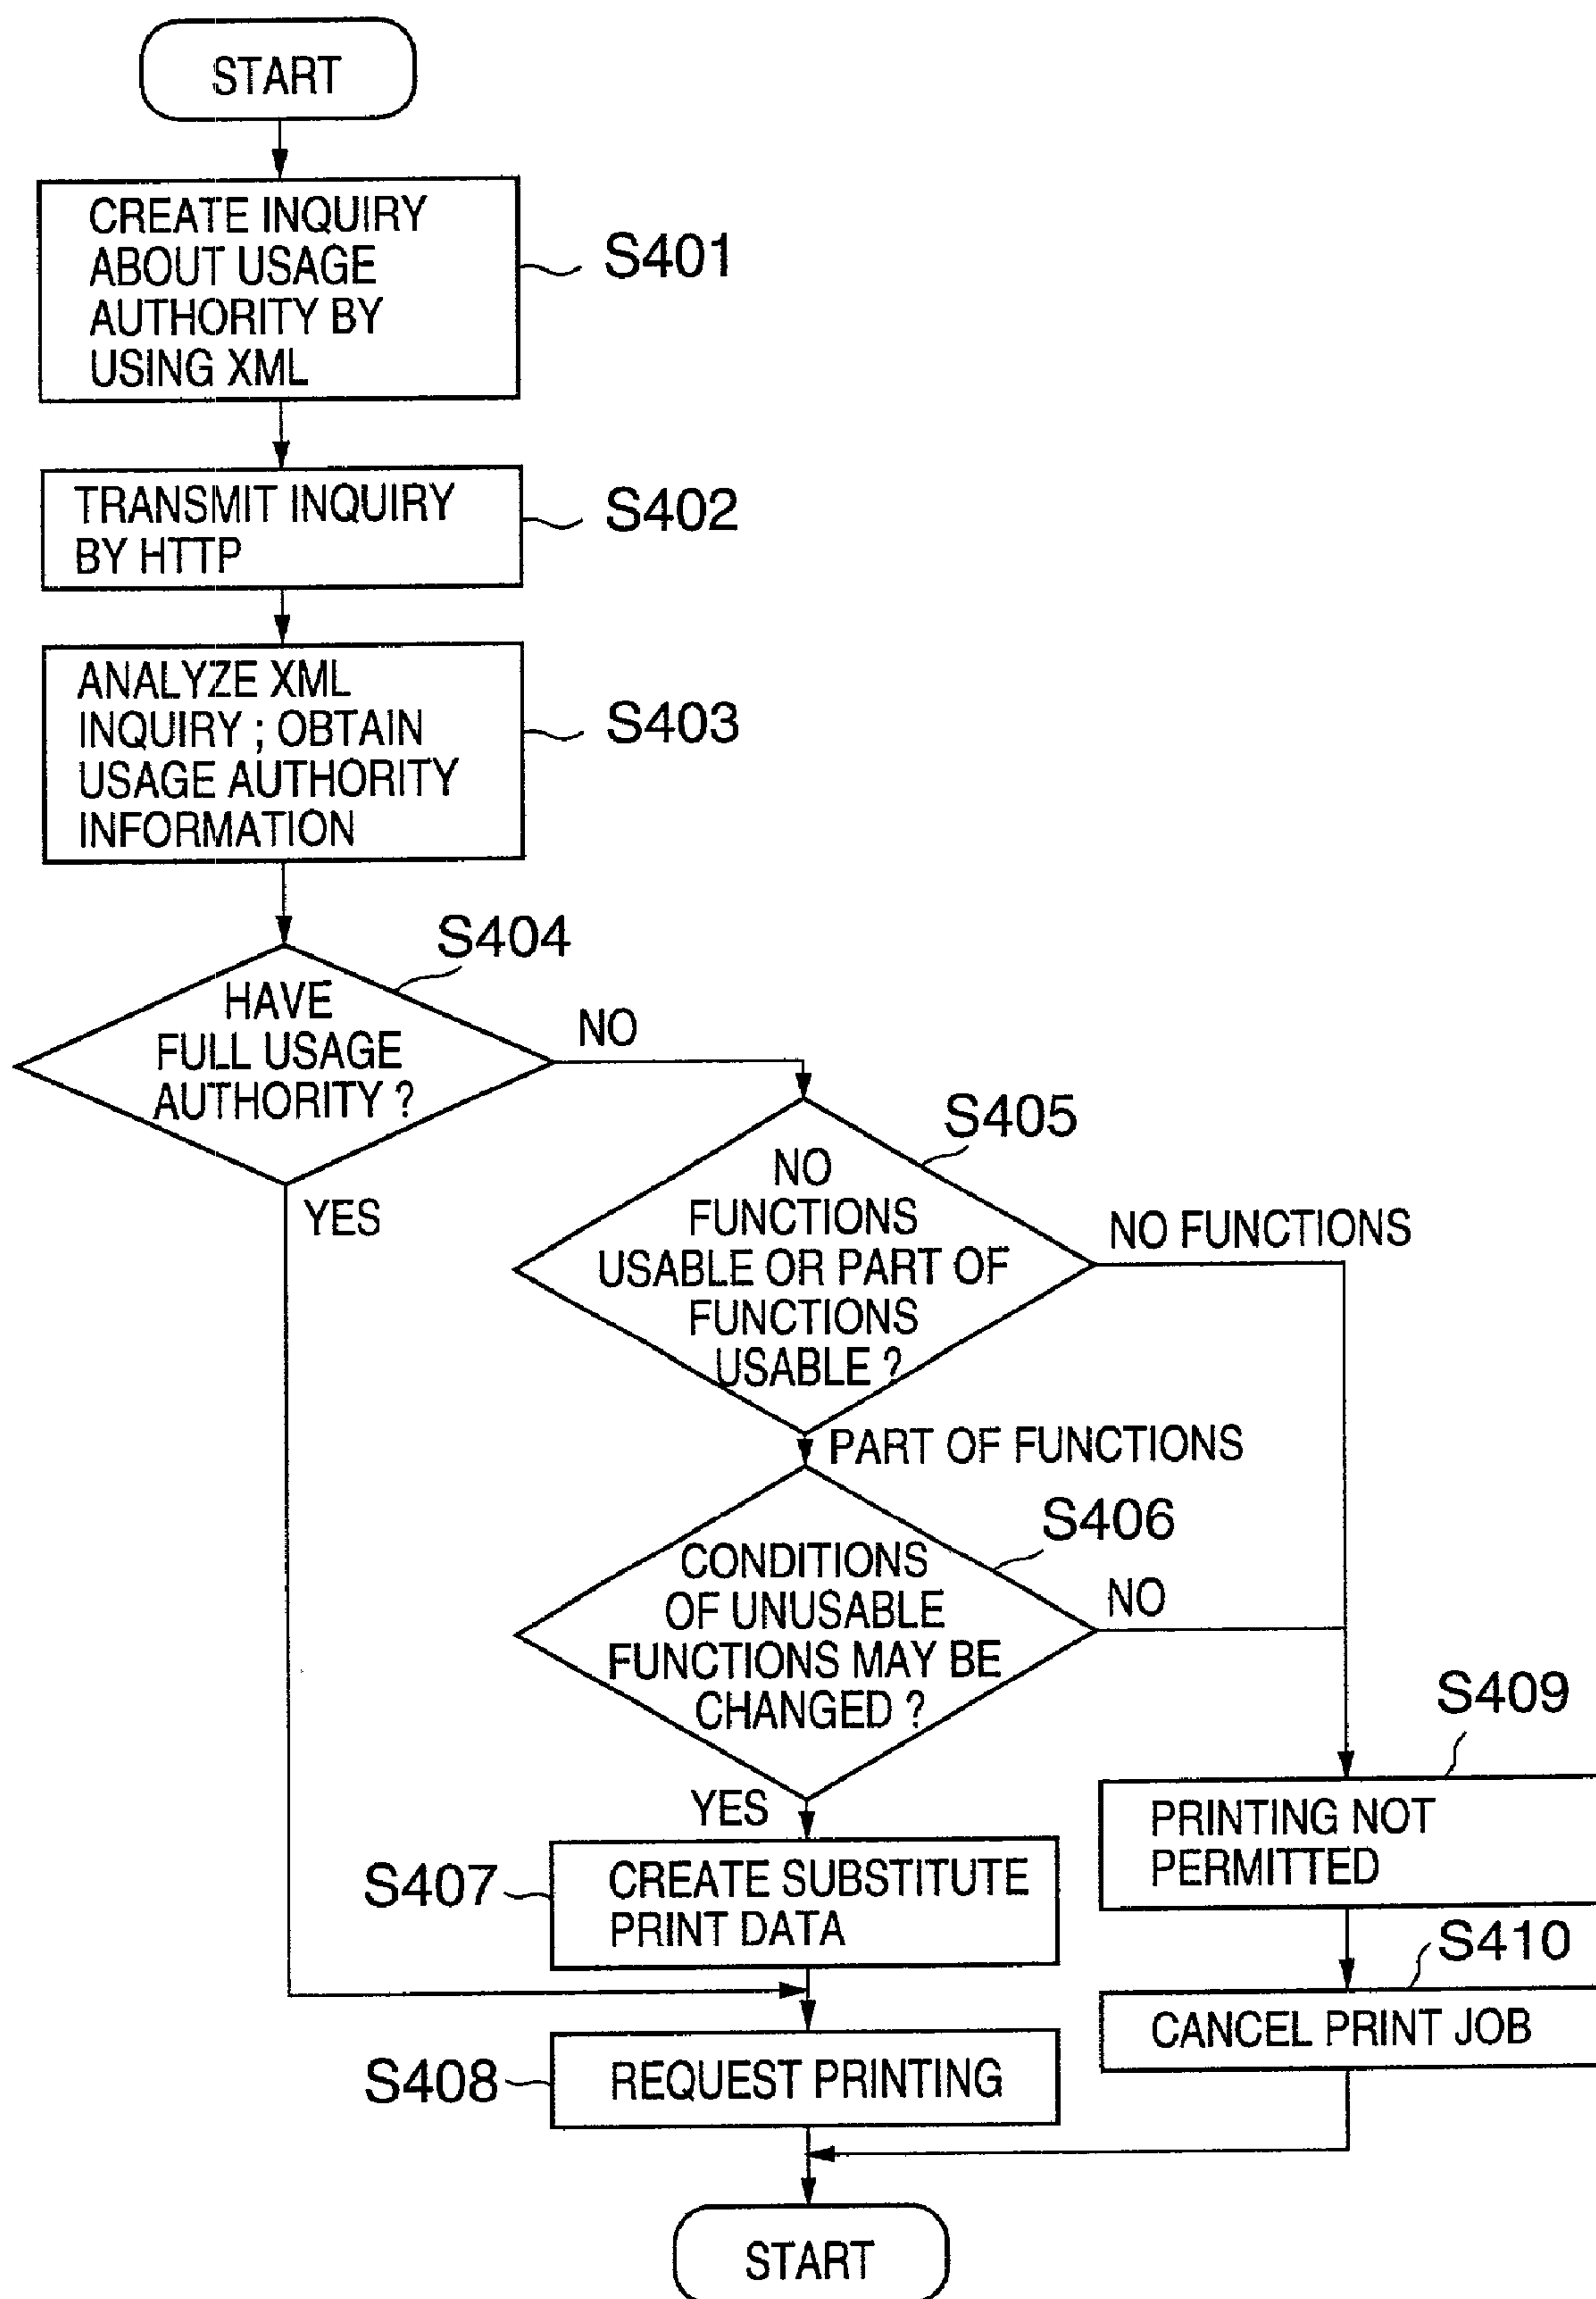 START
CREATE INQUIRY
ABOUT USAGE
AUTHORITY BY
USING XML
S401
TRANSMIT INQUIRY
BY HTTP
S402
ANALYZE XML
INQUIRY ; OBTAIN
USAGE AUTHORITY
INFORMATION
S403
S404
HAVE
FULL USAGE
AUTHORITY ?
NO
YES
S405
NO
FUNCTIONS
USABLE OR PART OF
FUNCTIONS
USABLE ?
NO FUNCTIONS
PART OF FUNCTIONS
S406
CONDITIONS
OF UNUSABLE
FUNCTIONS MAY BE
CHANGED ?
NO
YES
S407
CREATE SUBSTITUTE
PRINT DATA
S409
PRINTING NOT
PERMITTED
S410
CANCEL PRINT JOB
S408
REQUEST PRINTING
START